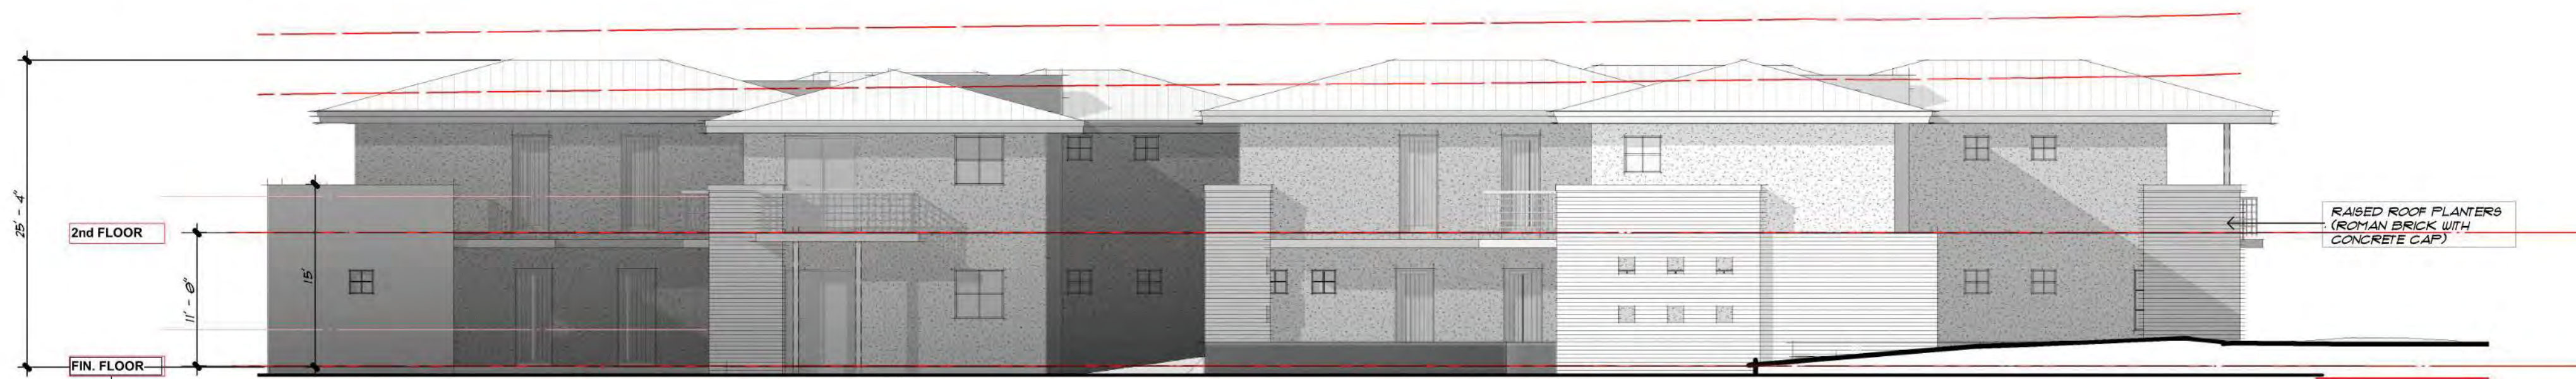 25' - 4"
2nd FLOOR
11' - 0"
15'
FIN. FLOOR
RAISED ROOF PLANTERS
(ROMAN BRICK WITH
CONCRETE CAP)